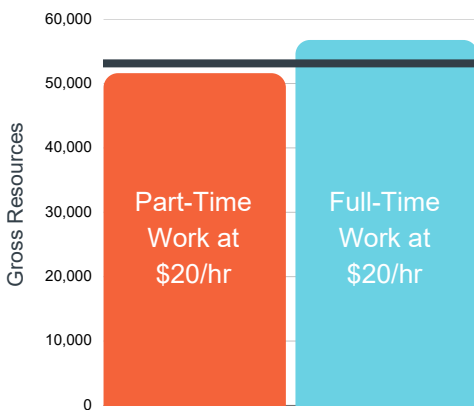 60,000
50,000
40,000
30,000
20,000
10,000
0
Gross Resources
Part-Time
Work at
$20/hr
Full-Time
Work at
$20/hr